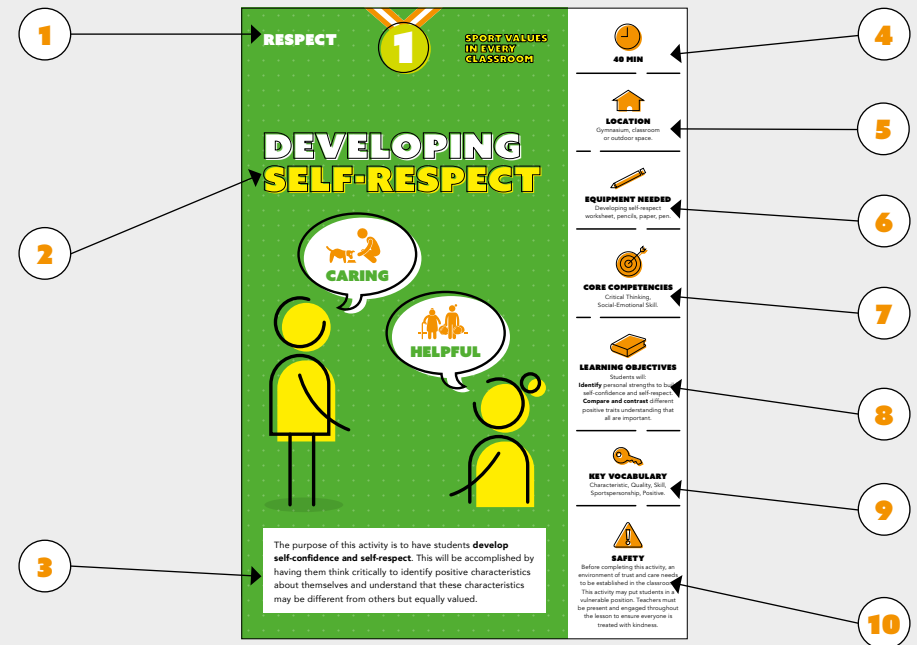 1
RESPECT
1
SPORT VALUES
IN EVERY
CLASSROOM
2
DEVELOPING
SELF-RESPECT
CARING
HELPFUL
3
The purpose of this activity is to have students develop
self-confidence and self-respect. This will be accomplished by
having them think critically to identify positive characteristics
about themselves and understand that these characteristics
may be different from others but equally valued.
4
40 MIN
5
LOCATION
Gymnasium, classroom
or outdoor space.
6
EQUIPMENT NEEDED
Developing self-respect
worksheet, pencils, paper, pen.
7
CORE COMPETENCIES
Critical Thinking,
Social-Emotional Skill.
8
LEARNING OBJECTIVES
Students will:
Identify personal strengths to build
self-confidence and self-respect.
Compare and contrast different
positive traits understanding that
all are important.
9
KEY VOCABULARY
Characteristic, Quality, Skill,
Sportspersonship, Positive.
10
SAFETY
Before completing this activity, an
environment of trust and care needs
to be established in the classroom.
This activity may put students in a
vulnerable position. Teachers must
be present and engaged throughout
the lesson to ensure everyone is
treated with kindness.